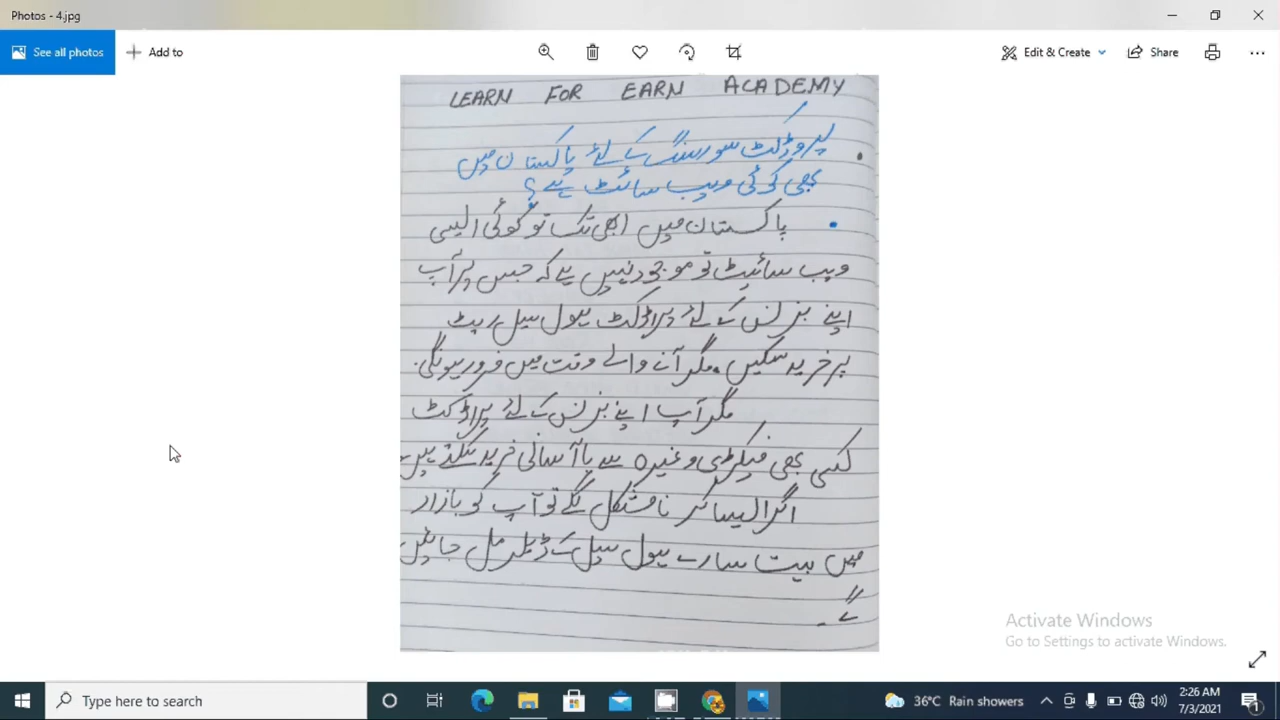 Photos - 4.jpg
See all photos
Add to
Edit & Create
Share
LEARN FOR EARN ACADEMY
پروڈکٹ سورسنگ کے لئے پاکستان میں
بھی کوئی ویب سائٹ ہے؟
پاکستان میں ابھی تک تو کوئی ایسی
ویب سائیٹ تو موجود نہیں ہے کہ جس پر آپ
اپنے بزنس کے لئے پراڈکٹ ہول سیل ریٹ
پر خرید سکیں۔ مگر آنے والے وقت میں ضرور ہونگی۔
مگر آپ اپنے بزنس کے لئے پراڈکٹ
کسی بھی فیکٹری وغیرہ سے باآسانی خرید سکتے ہیں
اگر ایسا کرنا مشکل لگے تو آپ کو بازار
میں بہت سارے ہول سیل کے ڈیلر مل جائیں
گے۔
Activate Windows
Go to Settings to activate Windows.
Type here to search
36°C Rain showers
2:26 AM
7/3/2021
1